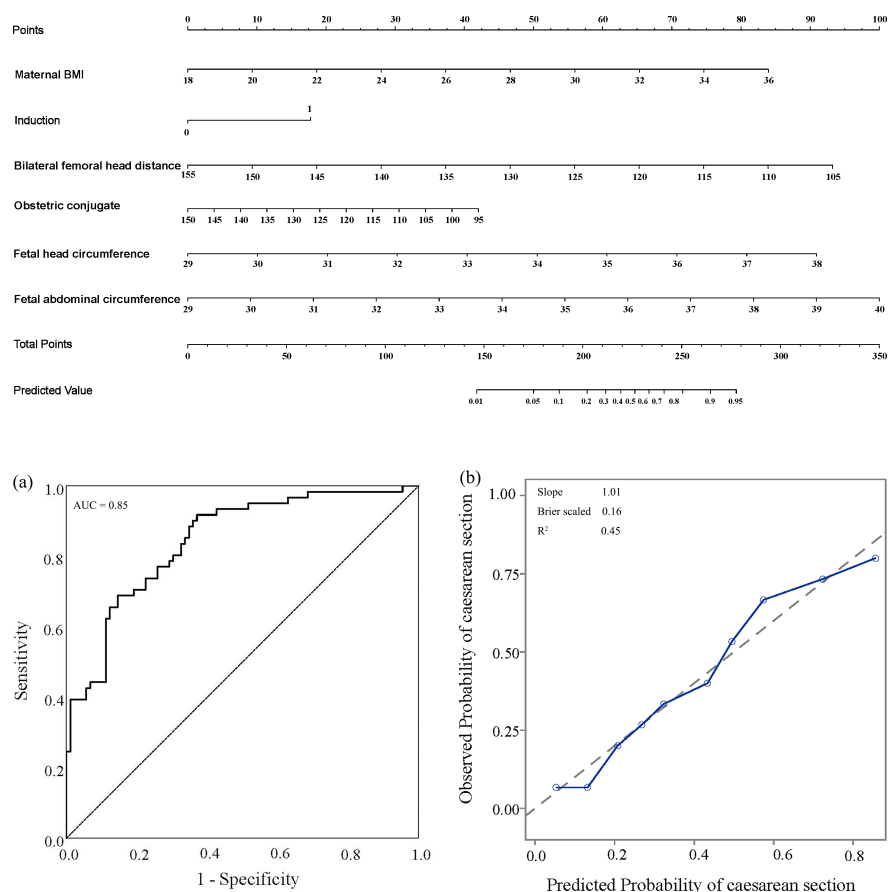 Points 0 10 20 30 40 50 60 70 80 90 100
Maternal BMI 18 20 22 24 26 28 30 32 34 36
Induction 0 1
Bilateral femoral head distance 155 150 145 140 135 130 125 120 115 110 105
Obstetric conjugate 150 145 140 135 130 125 120 115 110 105 100 95
Fetal head circumference 29 30 31 32 33 34 35 36 37 38
Fetal abdominal circumference 29 30 31 32 33 34 35 36 37 38 39 40
Total Points 0 50 100 150 200 250 300 350
Predicted Value 0.01 0.05 0.1 0.2 0.3 0.4 0.5 0.6 0.7 0.8 0.9 0.95
(a)
AUC = 0.85
Sensitivity
1.0
0.8
0.6
0.4
0.2
0.0
0.0 0.2 0.4 0.6 0.8 1.0
1 - Specificity
(b)
Slope 1.01
Brier scaled 0.16
R² 0.45
Observed Probability of caesarean section
1.00
0.75
0.50
0.25
0.00
0.0 0.2 0.4 0.6 0.8
Predicted Probability of caesarean section